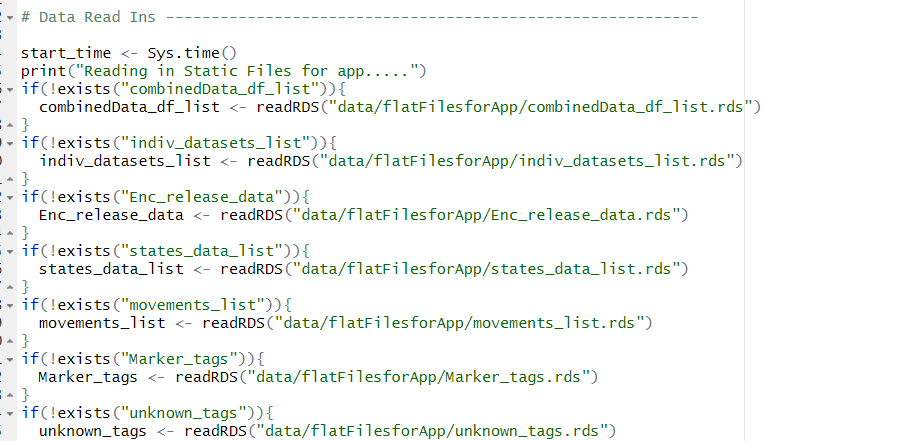 # Data Read Ins -----------------------------------------------------------
start_time <- Sys.time()
print("Reading in Static Files for app.....")
if(!exists("combinedData_df_list")){
  combinedData_df_list <- readRDS("data/flatFilesforApp/combinedData_df_list.rds")
}
if(!exists("indiv_datasets_list")){
  indiv_datasets_list <- readRDS("data/flatFilesforApp/indiv_datasets_list.rds")
}
if(!exists("Enc_release_data")){
  Enc_release_data <- readRDS("data/flatFilesforApp/Enc_release_data.rds")
}
if(!exists("states_data_list")){
  states_data_list <- readRDS("data/flatFilesforApp/states_data_list.rds")
}
if(!exists("movements_list")){
  movements_list <- readRDS("data/flatFilesforApp/movements_list.rds")
}
if(!exists("Marker_tags")){
  Marker_tags <- readRDS("data/flatFilesforApp/Marker_tags.rds")
}
if(!exists("unknown_tags")){
  unknown_tags <- readRDS("data/flatFilesforApp/unknown_tags.rds")